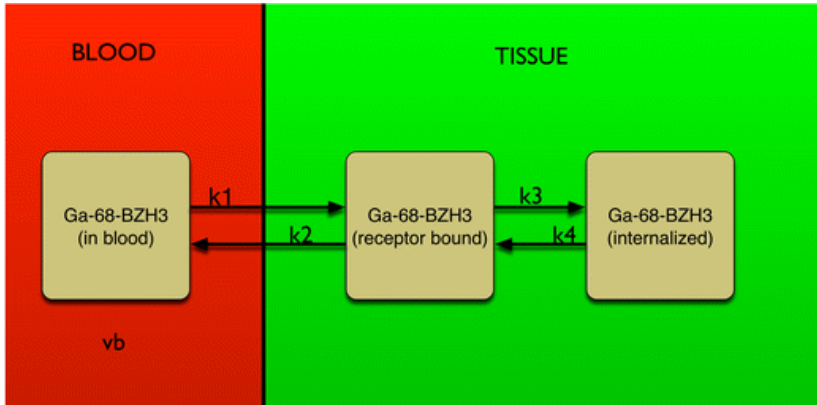 BLOOD
TISSUE
Ga-68-BZH3
(in blood)
k1
k2
Ga-68-BZH3
(receptor bound)
k3
k4
Ga-68-BZH3
(internalized)
vb